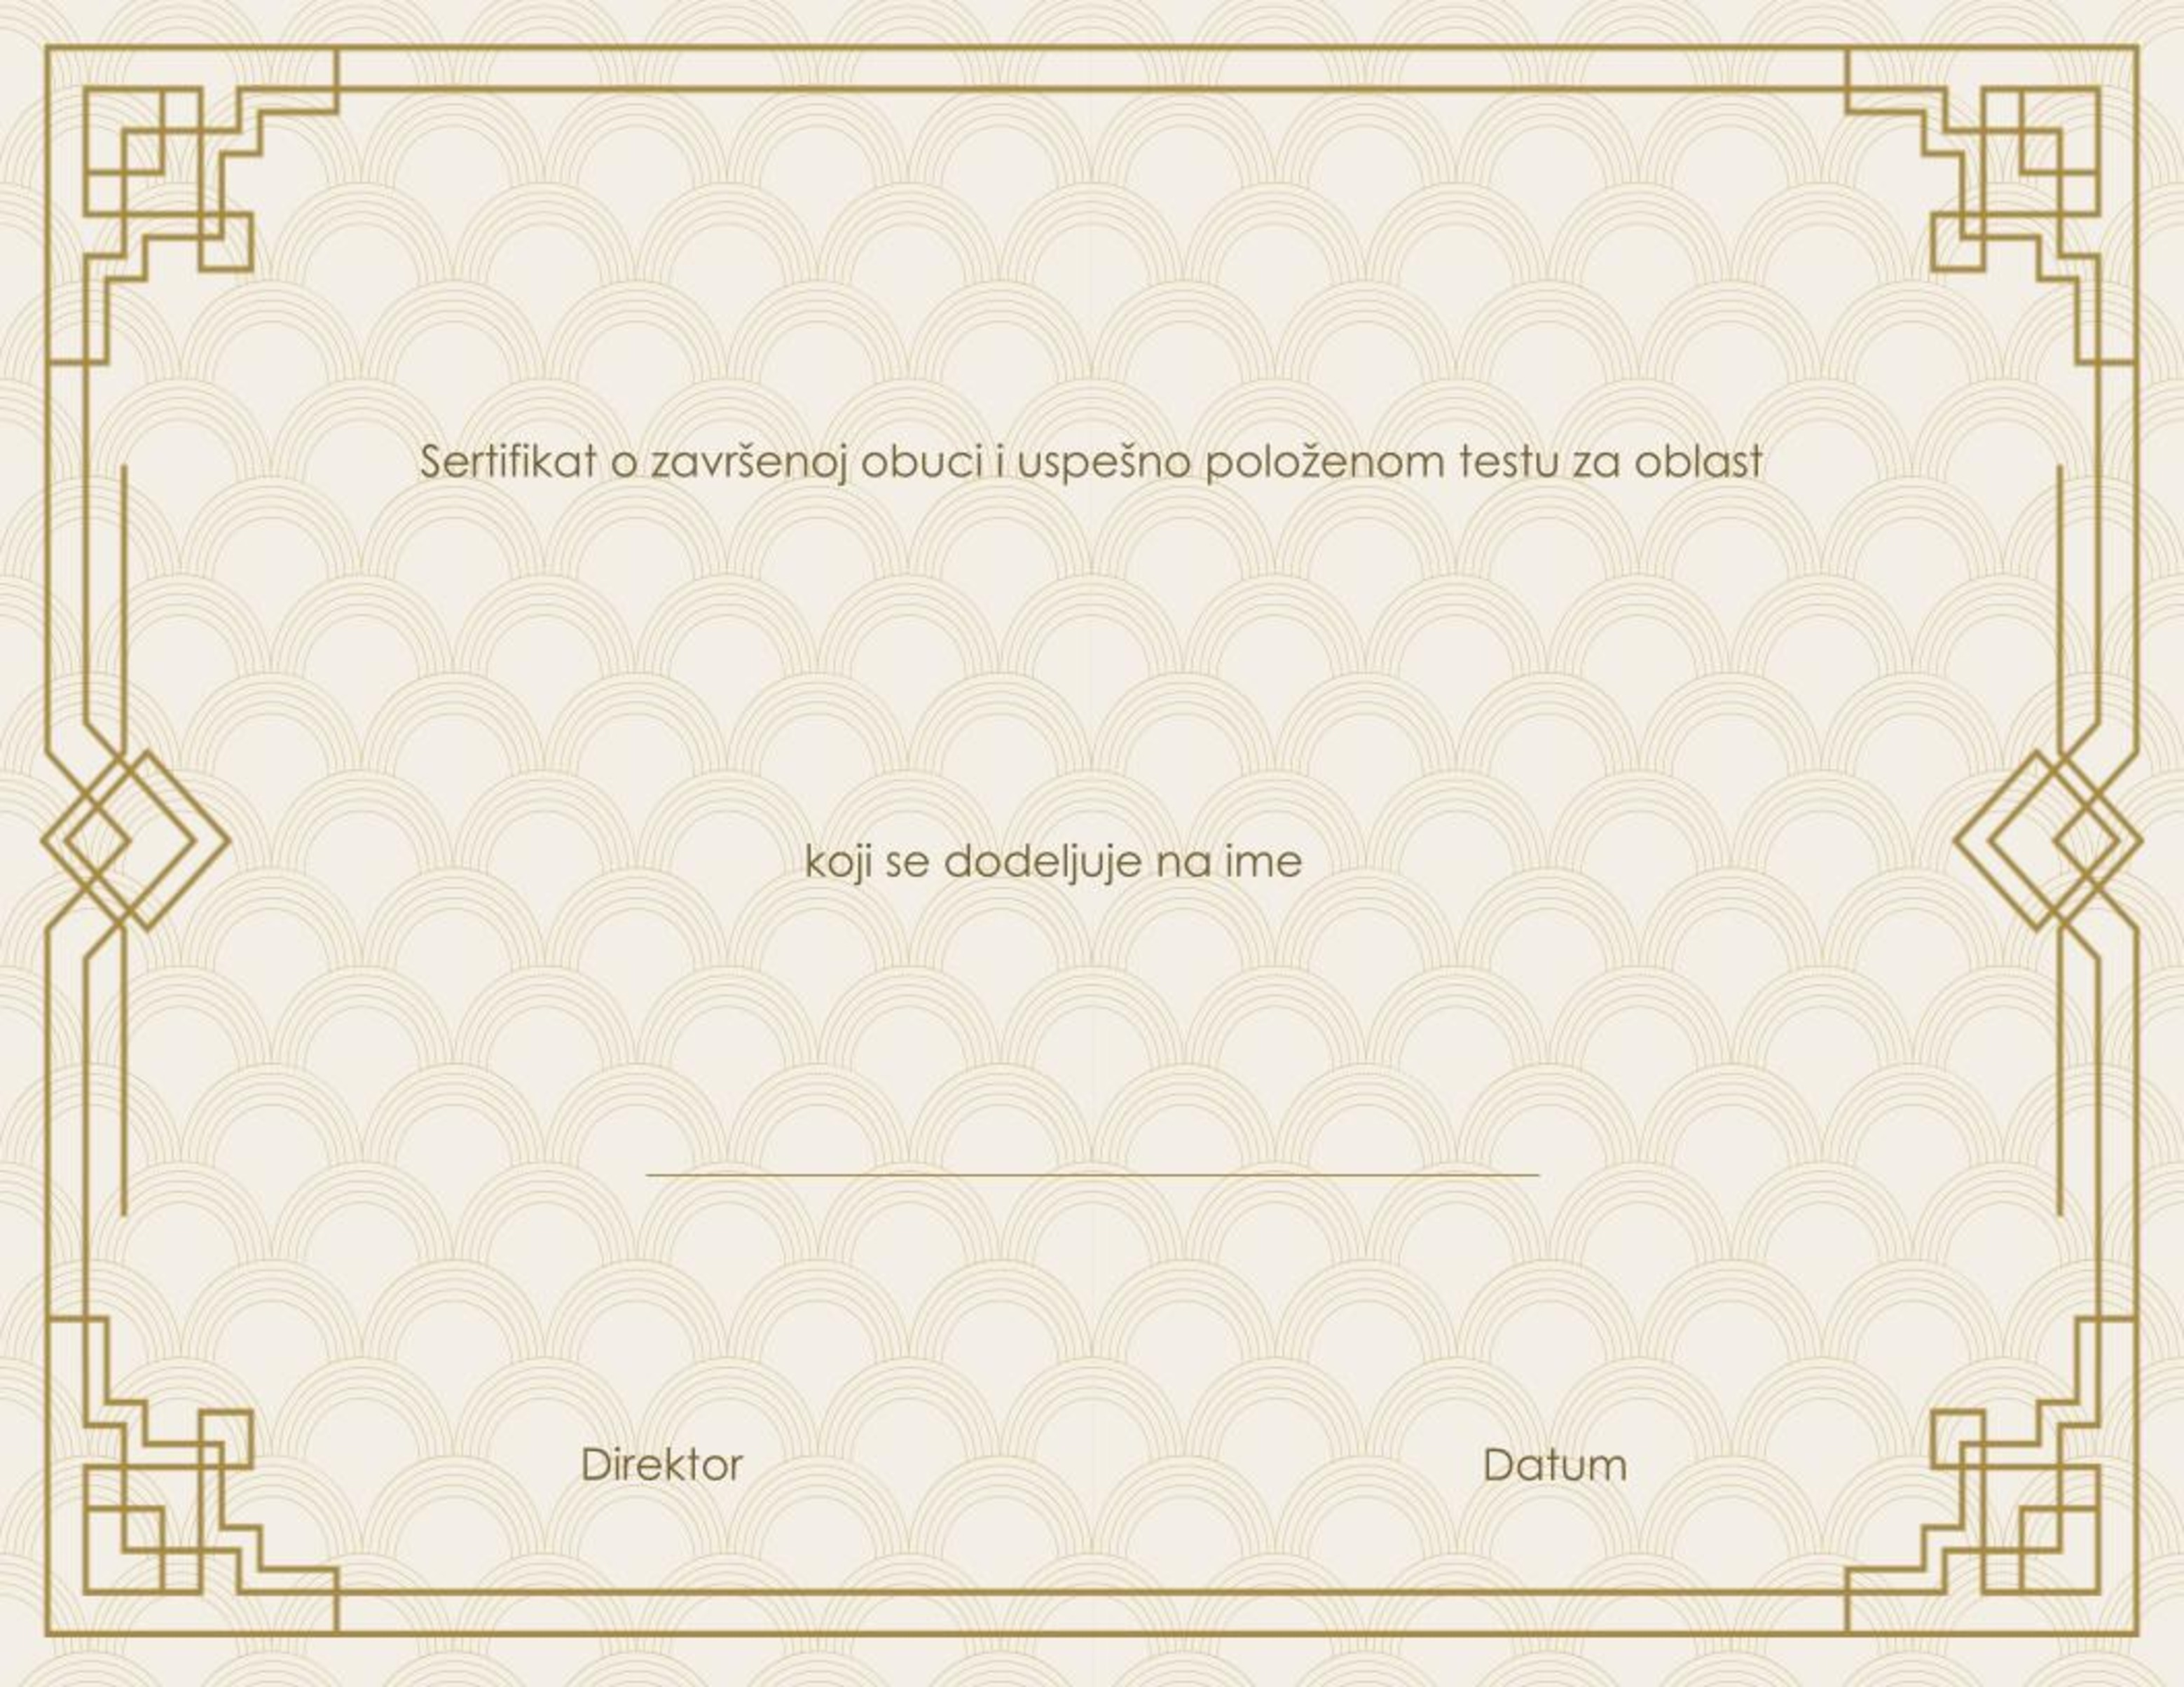 Sertifikat o završenoj obuci i uspešno položenom testu za oblast
koji se dodeljuje na ime
Direktor
Datum